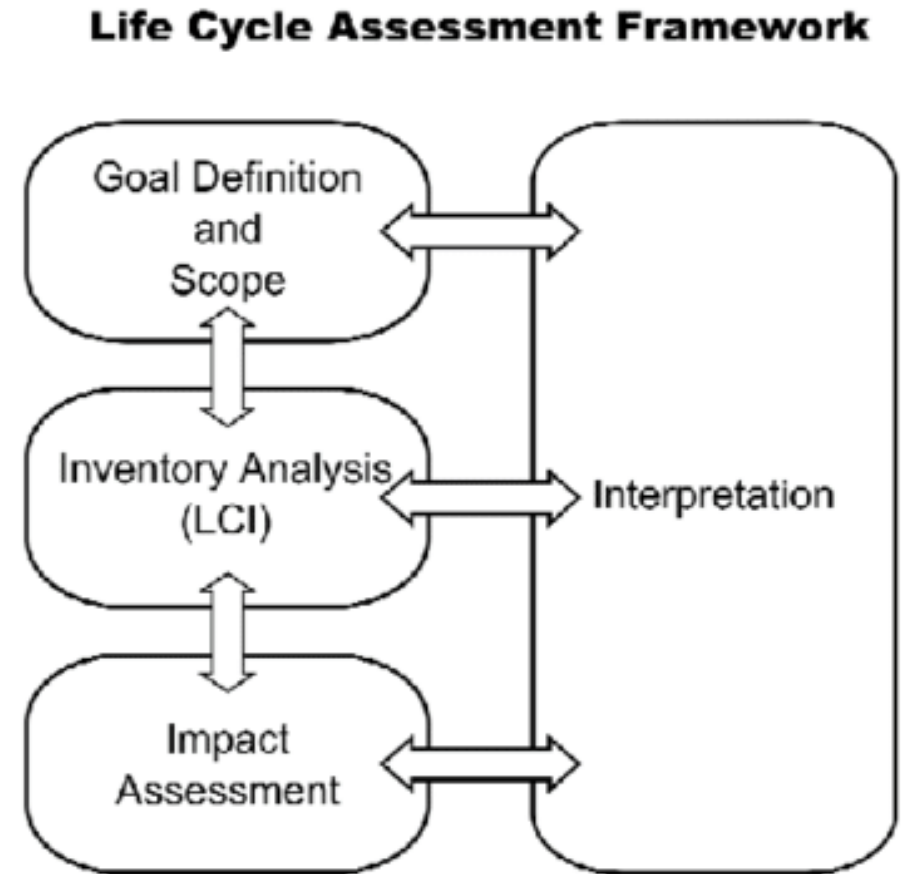 Life Cycle Assessment Framework
Goal Definition
and
Scope
Inventory Analysis
(LCI)
Interpretation
Impact
Assessment